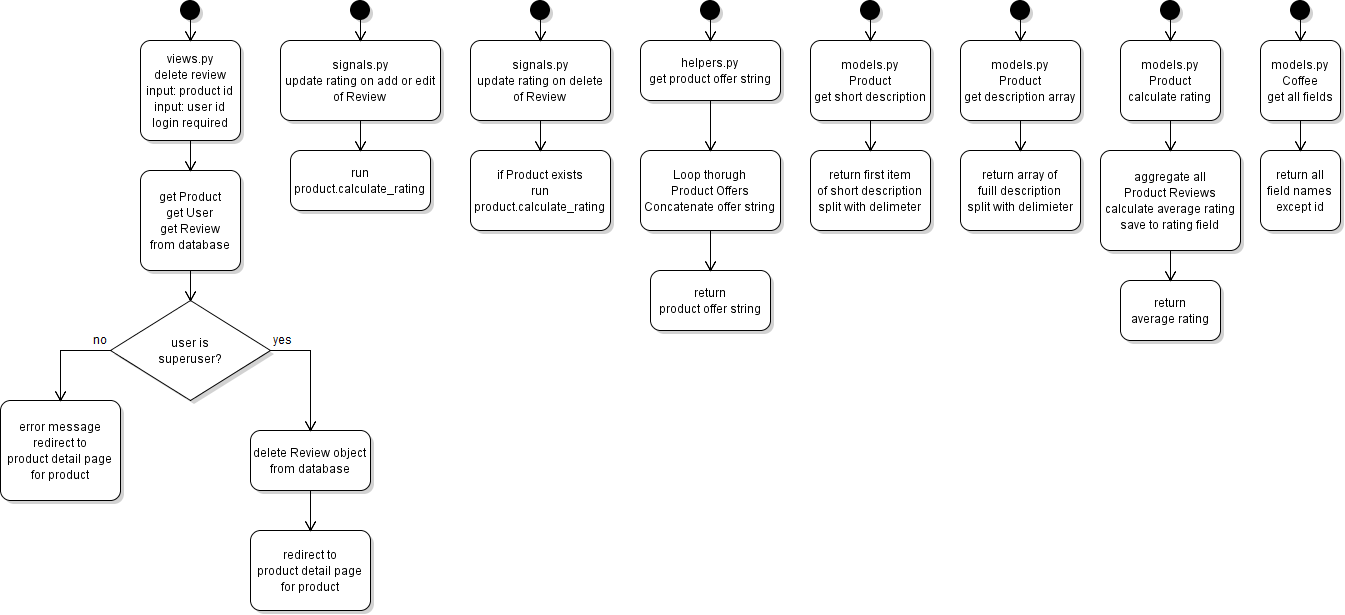 views.py
delete review
input: product id
input: user id
login required
get Product
get User
get Review
from database
user is
superuser?
no
yes
error message
redirect to
product detail page
for product
delete Review object
from database
redirect to
product detail page
for product
signals.py
update rating on add or edit
of Review
run
product.calculate_rating
signals.py
update rating on delete
of Review
if Product exists
run
product.calculate_rating
helpers.py
get product offer string
Loop thorugh
Product Offers
Concatenate offer string
return
product offer string
models.py
Product
get short description
return first item
of short description
split with delimeter
models.py
Product
get description array
return array of
fuill description
split with delimieter
models.py
Product
calculate rating
aggregate all
Product Reviews
calculate average rating
save to rating field
return
average rating
models.py
Coffee
get all fields
return all
field names
except id